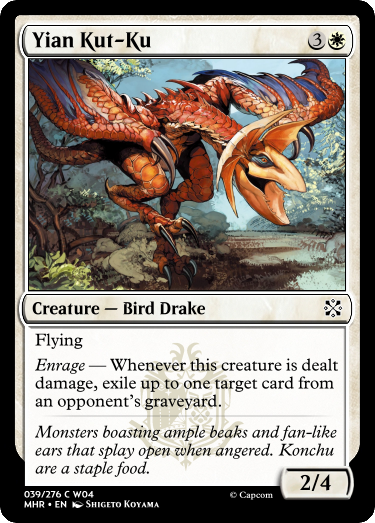 Yian Kut-Ku 3
Creature — Bird Drake
Flying
Enrage — Whenever this creature is dealt
damage, exile up to one target card from
an opponent's graveyard.
Monsters boasting ample beaks and fan-like
ears that splay open when angered. Konchu
are a staple food.
2/4
039/276 C W04
MHR • EN Shigeto Koyama
© Capcom